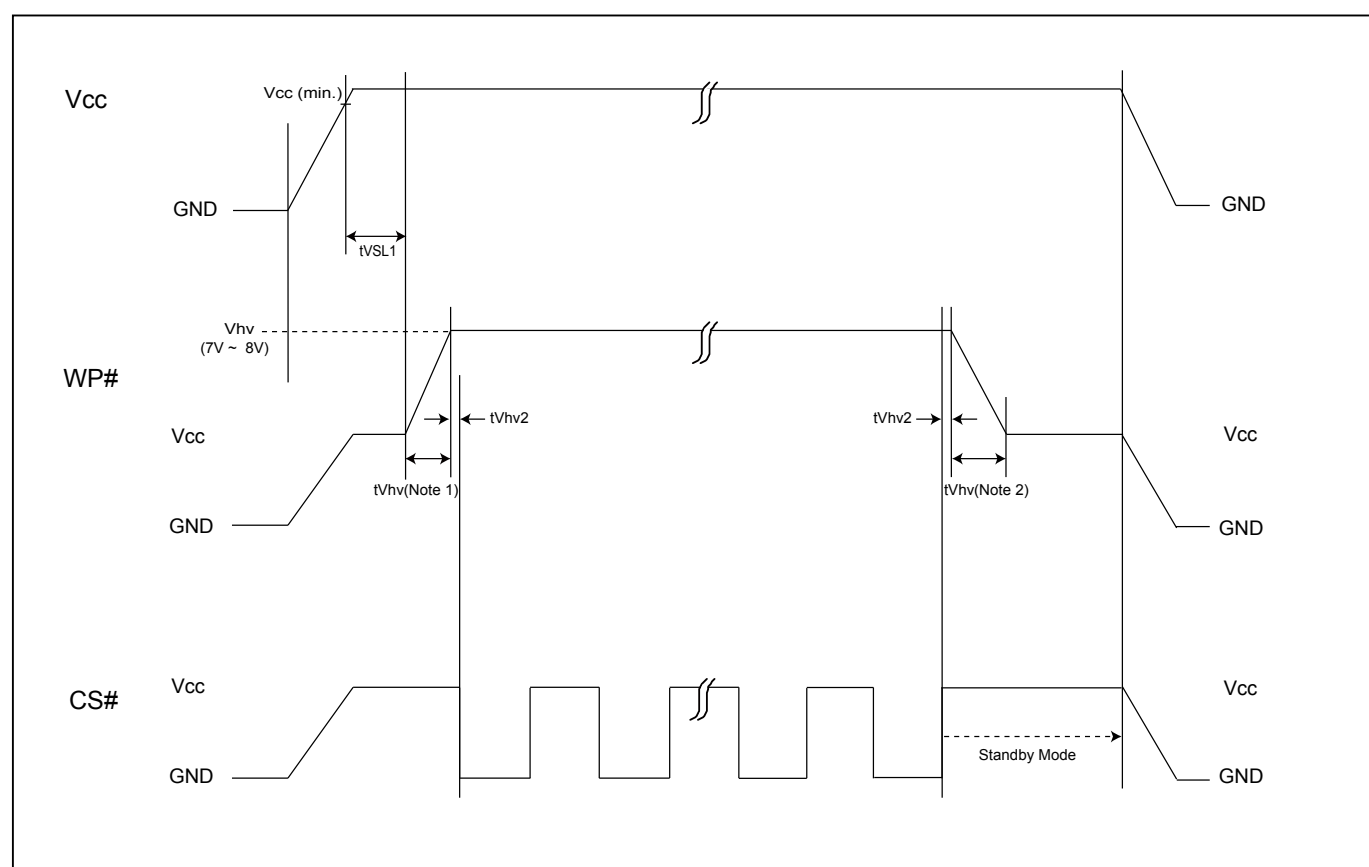 Vcc
Vcc (min.)
GND
GND
tVSL1
Vhv
(7V ~ 8V)
WP#
tVhv2
tVhv2
Vcc
Vcc
tVhv(Note 1)
tVhv(Note 2)
GND
GND
CS#
Vcc
Vcc
Standby Mode
GND
GND